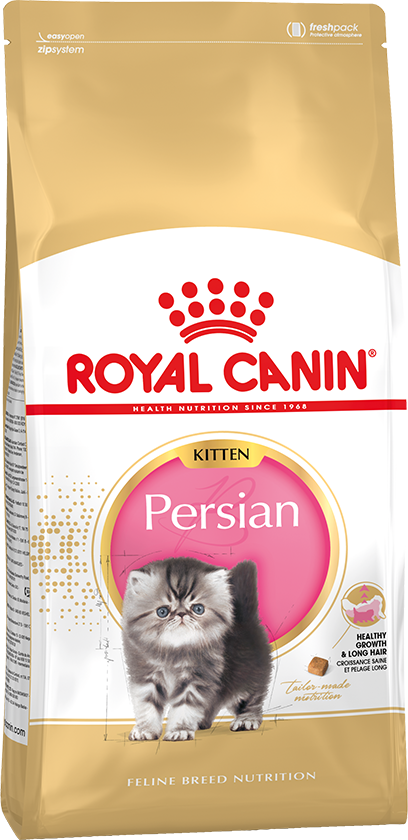 easyopen
zipsystem
freshpack
Protective atmosphere
ROYAL CANIN®
HEALTH NUTRITION SINCE 1968
KITTEN
Persian
HEALTHY
GROWTH
& LONG HAIR
CROISSANCE SAINE
ET PELAGE LONG
Tailor-made
nutrition
FELINE BREED NUTRITION